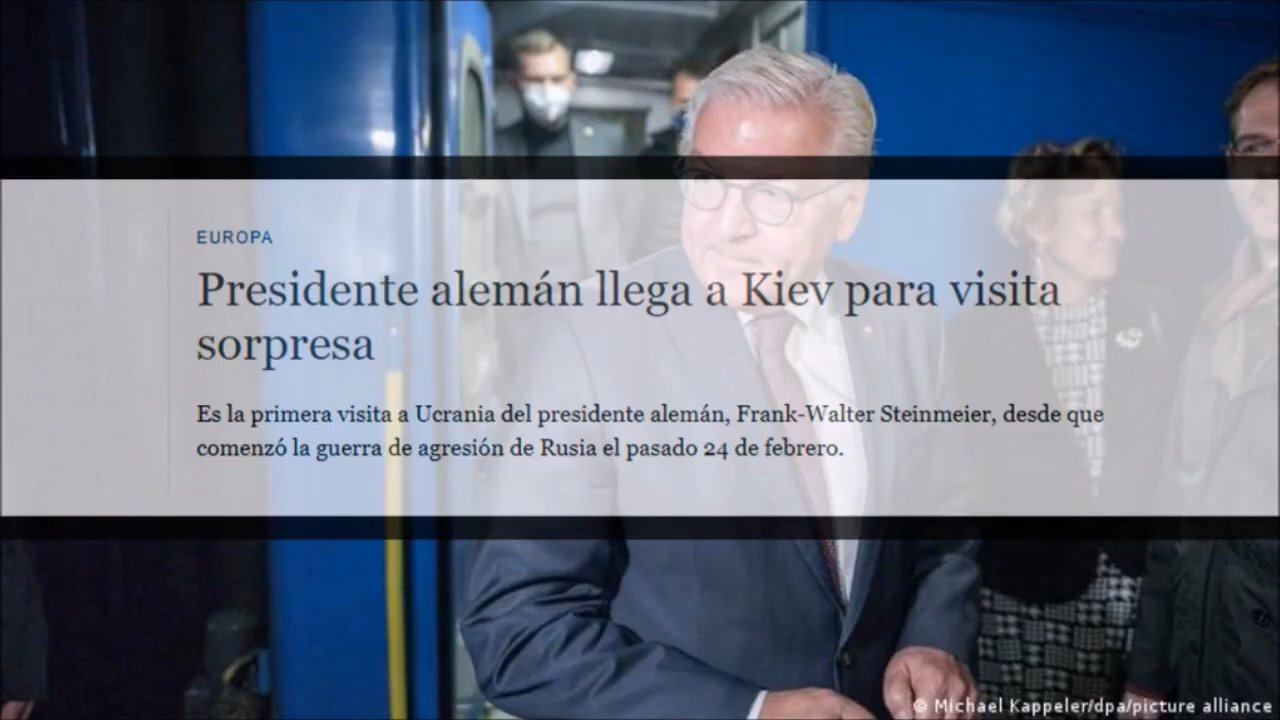 EUROPA
Presidente alemán llega a Kiev para visita
sorpresa
Es la primera visita a Ucrania del presidente alemán, Frank-Walter Steinmeier, desde que
comenzó la guerra de agresión de Rusia el pasado 24 de febrero.
© Michael Kappeler/dpa/picture alliance